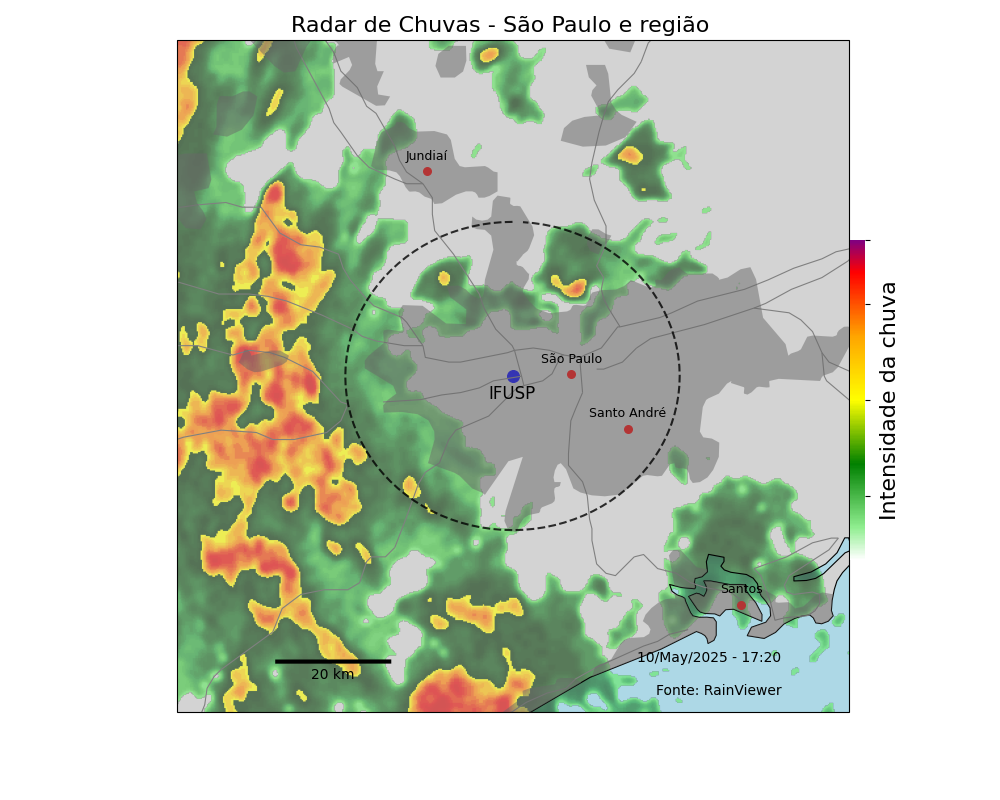 Radar de Chuvas - São Paulo e região
Jundiaí
São Paulo
IFUSP
Santo André
Santos
10/May/2025 - 17:20
20 km
Fonte: RainViewer
Intensidade da chuva